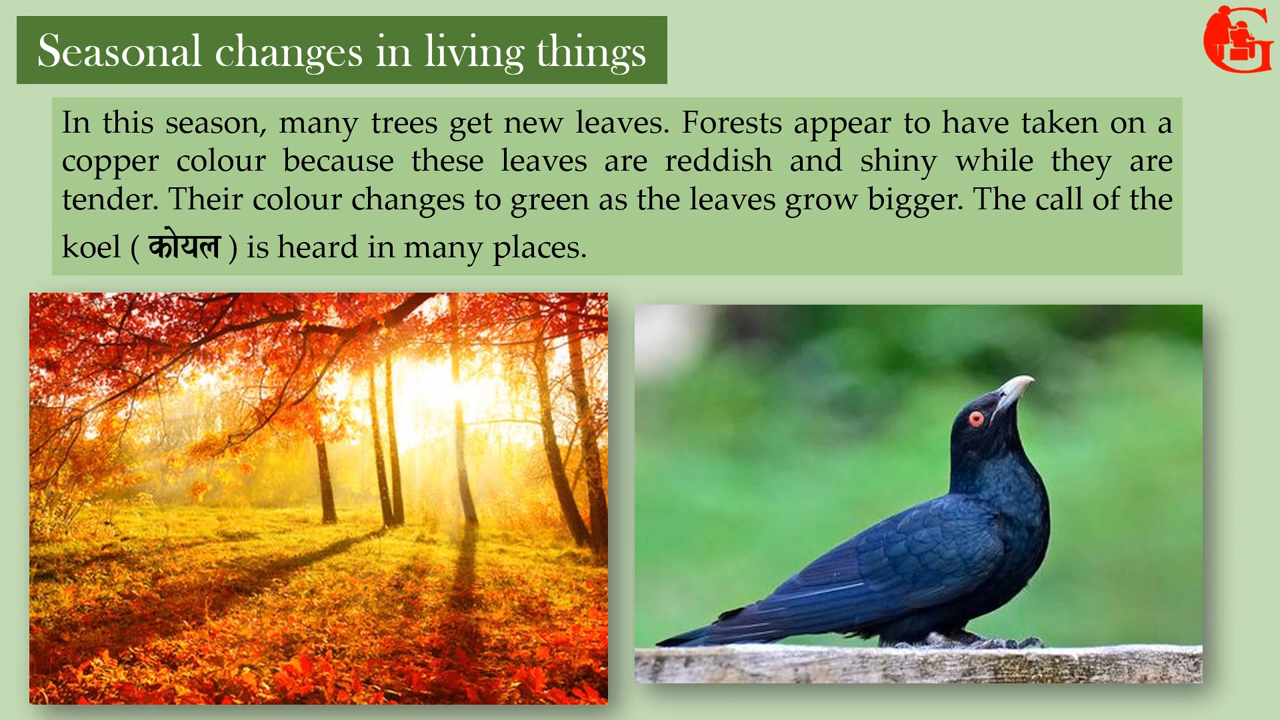 Seasonal changes in living things
In this season, many trees get new leaves. Forests appear to have taken on a
copper colour because these leaves are reddish and shiny while they are
tender. Their colour changes to green as the leaves grow bigger. The call of the
koel ( कोयल ) is heard in many places.